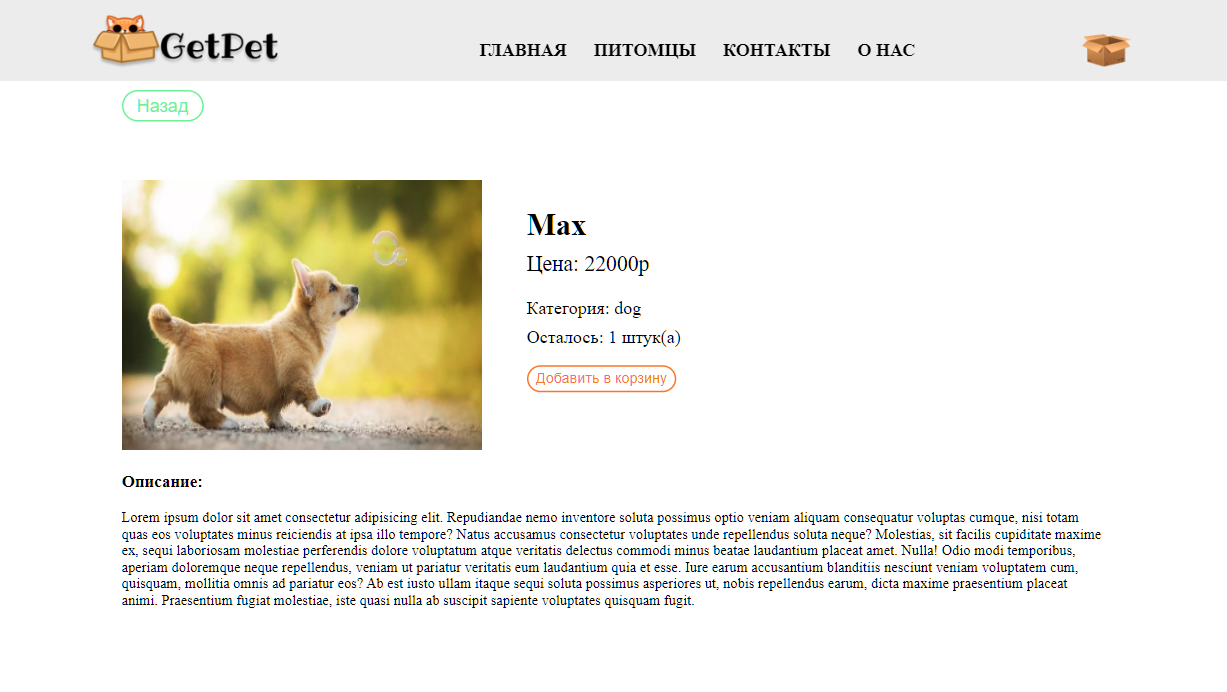 GetPet
ГЛАВНАЯ ПИТОМЦЫ КОНТАКТЫ О НАС
Назад
Max
Цена: 22000р
Категория: dog
Осталось: 1 штук(а)
Добавить в корзину
Описание:
Lorem ipsum dolor sit amet consectetur adipisicing elit. Repudiandae nemo inventore soluta possimus optio veniam aliquam consequatur voluptas cumque, nisi totam
quas eos voluptates minus reiciendis at ipsa illo tempore? Natus accusamus consectetur voluptates unde repellendus soluta neque? Molestias, sit facilis cupiditate maxime
ex, sequi laboriosam molestiae perferendis dolore voluptatum atque veritatis delectus commodi minus beatae laudantium placeat amet. Nulla! Odio modi temporibus,
aperiam doloremque neque repellendus, veniam ut pariatur veritatis eum laudantium quia et esse. Iure earum accusantium blanditiis nesciunt veniam voluptatem cum,
quisquam, mollitia omnis ad pariatur eos? Ab est iusto ullam itaque sequi soluta possimus asperiores ut, nobis repellendus earum, dicta maxime praesentium placeat
animi. Praesentium fugiat molestiae, iste quasi nulla ab suscipit sapiente voluptates quisquam fugit.